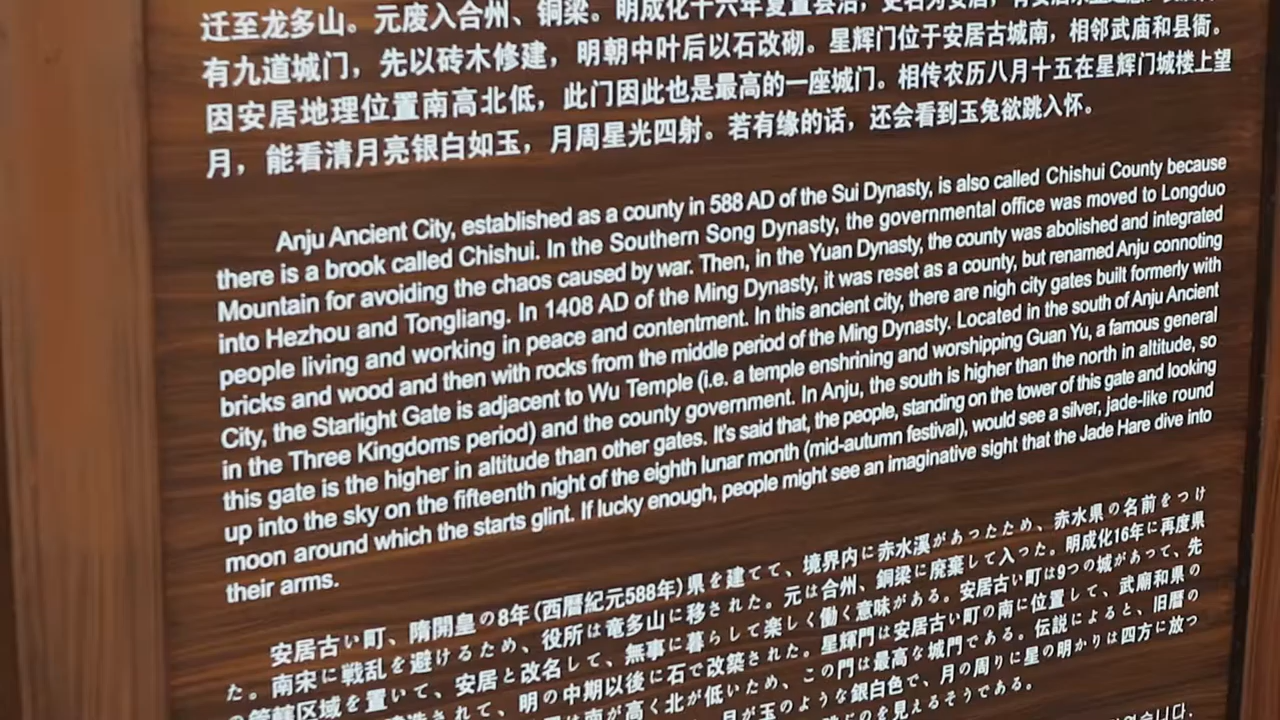 迁至龙多山。元废入合州、铜梁。明成化十六年复置县治，更名为安居，
有九道城门，先以砖木修建，明朝中叶后以石改砌。星辉门位于安居古城南，相邻武庙和县衙。
因安居地理位置南高北低，此门因此也是最高的一座城门。相传农历八月十五在星辉门城楼上望
月，能看清月亮银白如玉，月周星光四射。若有缘的话，还会看到玉兔欲跳入怀。
Anju Ancient City, established as a county in 588 AD of the Sui Dynasty, is also called Chishui County because
there is a brook called Chishui. In the Southern Song Dynasty, the governmental office was moved to Longduo
Mountain for avoiding the chaos caused by war. Then, in the Yuan Dynasty, the county was abolished and integrated
into Hezhou and Tongliang. In 1408 AD of the Ming Dynasty, it was reset as a county, but renamed Anju connoting
people living and working in peace and contentment. In this ancient city, there are nigh city gates built formerly with
bricks and wood and then with rocks from the middle period of the Ming Dynasty. Located in the south of Anju Ancient
City, the Starlight Gate is adjacent to Wu Temple (i.e. a temple enshrining and worshipping Guan Yu, a famous general
in the Three Kingdoms period) and the county government. In Anju, the south is higher than the north in altitude, so
this gate is the higher in altitude than other gates. It's said that, the people, standing on the tower of this gate and looking
up into the sky on the fifteenth night of the eighth lunar month (mid-autumn festival), would see a silver, jade-like round
moon around which the starts glint. If lucky enough, people might see an imaginative sight that the Jade Hare dive into
their arms.
安居古い町、隋開皇の8年(西暦紀元588年)県を建てて、境界内に赤水溪があったため、赤水県の名前をつけ
た。南宋に戦乱を避けるため、役所は竜多山に移された。元は合州、銅梁に廃棄して入った。明成化16年に再度県
の管轄区域を置いて、安居と改名して、無事に暮らして楽しく働く意味がある。安居古い町は9つの城があって、先
されて、明の中期以後に石で改築された。星輝門は安居古い町の南に位置して、武廟和県の
は南が高く北が低いため、この門は最高な城門である。伝説によると、旧暦の
月が玉のような銀白色で、月の周りに星の明かりは四方に放つ
のを見えるそうである。